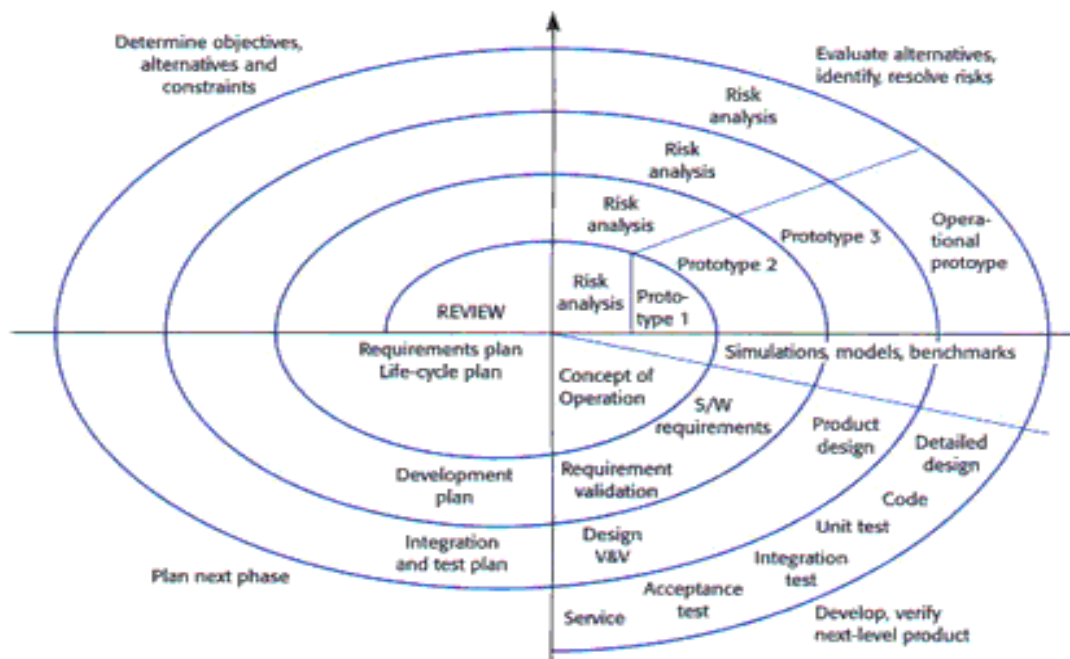 Determine objectives,
alternatives and
constraints
Evaluate alternatives,
identify, resolve risks
Risk
analysis
Risk
analysis
Risk
analysis
Risk
analysis
Proto-
type 1
Prototype 2
Prototype 3
Opera-
tional
protoype
REVIEW
Requirements plan
Life-cycle plan
Simulations, models, benchmarks
Concept of
Operation
S/W
requirements
Product
design
Detailed
design
Development
plan
Requirement
validation
Code
Unit test
Integration
and test plan
Design
V&V
Integration
test
Plan next phase
Acceptance
test
Service
Develop, verify
next-level product